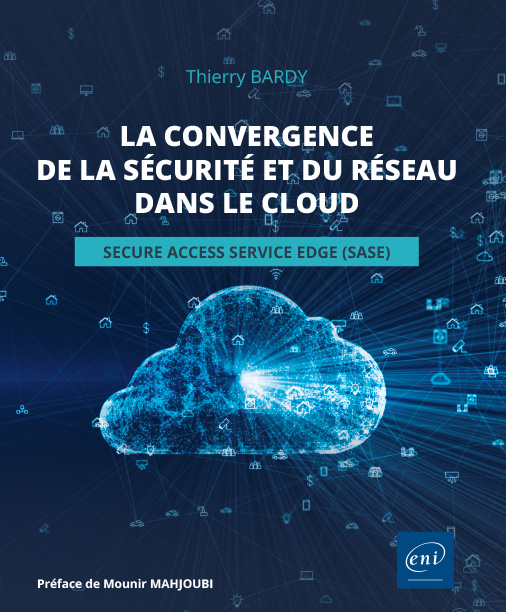 Thierry BARDY
LA CONVERGENCE
DE LA SÉCURITÉ ET DU RÉSEAU
DANS LE CLOUD
SECURE ACCESS SERVICE EDGE (SASE)
eni
Préface de Mounir MAHJOUBI